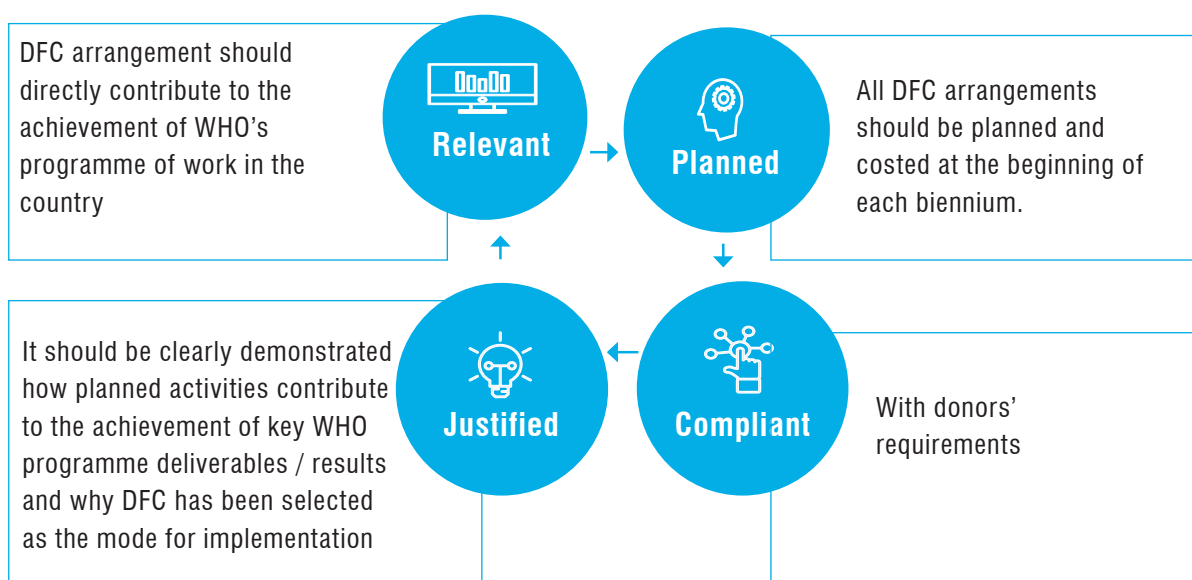 DFC arrangement should
directly contribute to the
achievement of WHO's
programme of work in the
country
Relevant
Planned
All DFC arrangements
should be planned and
costed at the beginning of
each biennium.
It should be clearly demonstrated
how planned activities contribute
to the achievement of key WHO
programme deliverables / results
and why DFC has been selected
as the mode for implementation
Justified
Compliant
With donors'
requirements